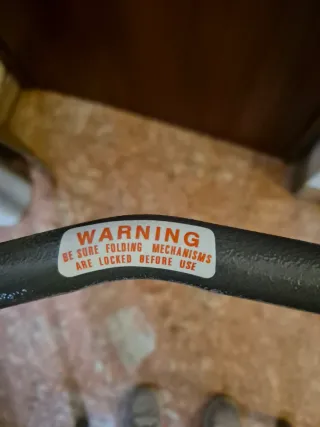 WARNING
BE SURE FOLDING MECHANISMS
ARE LOCKED BEFORE USE